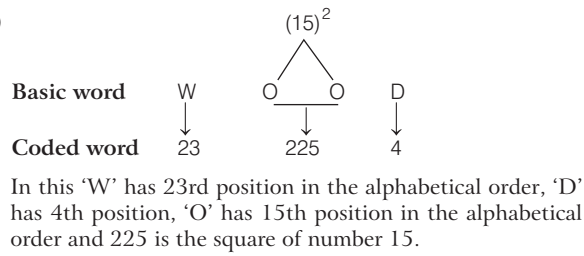 )
(15)²
Basic word W O O D
Coded word 23 225 4
In this ‘W’ has 23rd position in the alphabetical order, ‘D’
has 4th position, ‘O’ has 15th position in the alphabetical
order and 225 is the square of number 15.